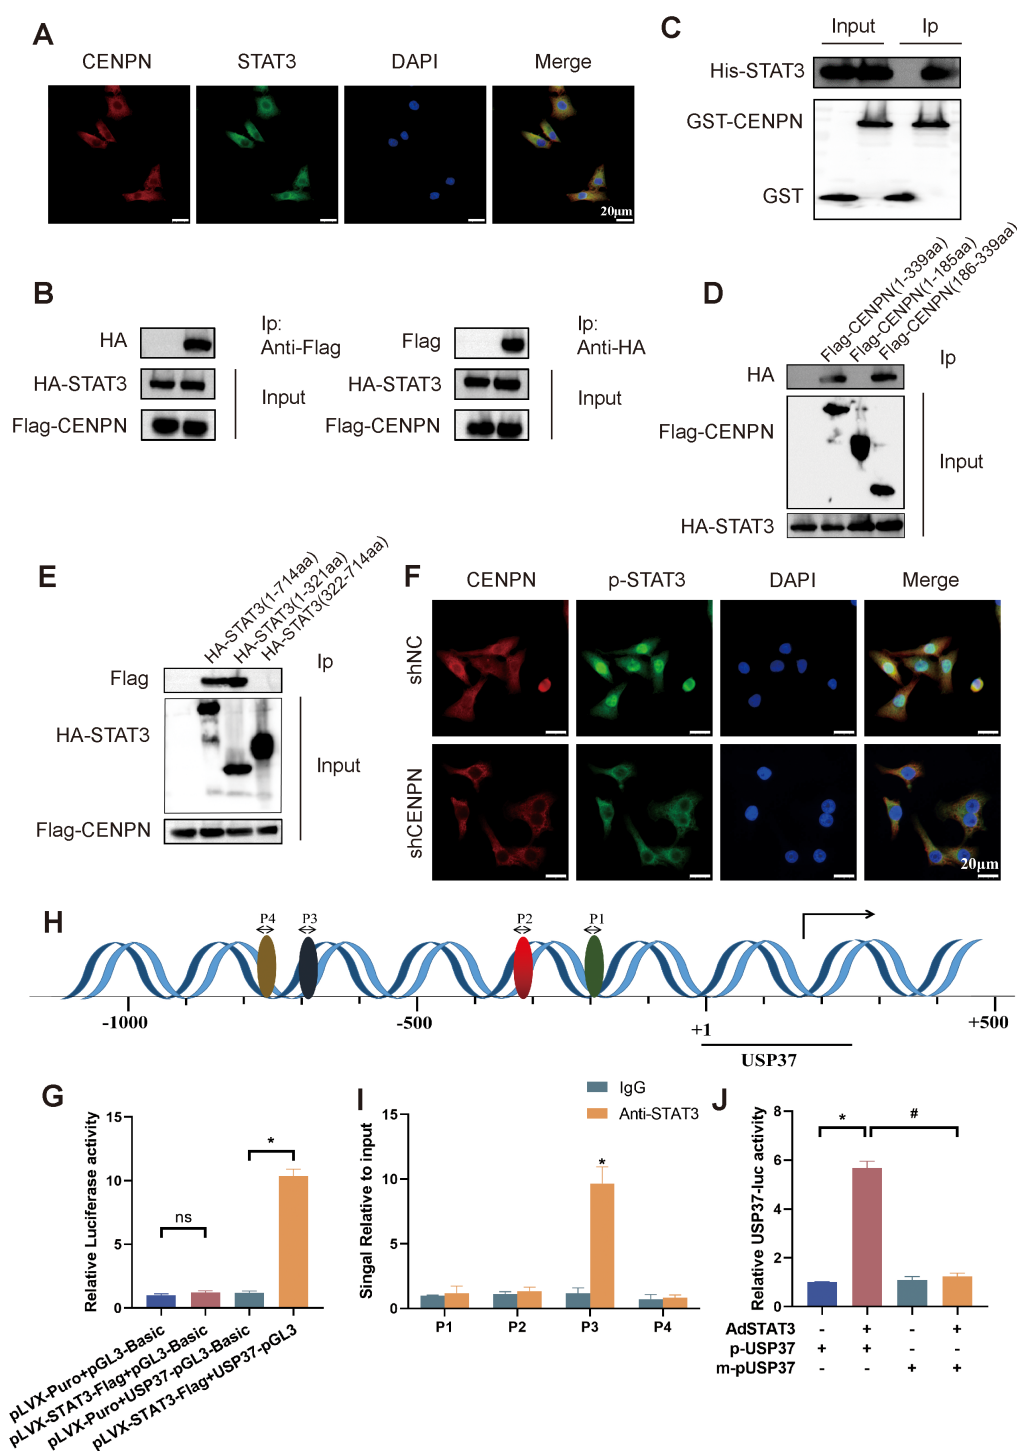 A
CENPN
STAT3
DAPI
Merge
20μm
B
HA
HA-STAT3
Flag-CENPN
Ip:
Anti-Flag
Input
Flag
HA-STAT3
Flag-CENPN
Ip:
Anti-HA
Input
C
Input
Ip
His-STAT3
GST-CENPN
GST
D
Flag-CENPN(1-339aa)
Flag-CENPN(1-185aa)
Flag-CENPN(186-339aa)
HA
Ip
Flag-CENPN
Input
HA-STAT3
E
HA-STAT3(1-714aa)
HA-STAT3(1-321aa)
HA-STAT3(322-714aa)
Flag
Ip
HA-STAT3
Input
Flag-CENPN
F
CENPN
p-STAT3
DAPI
Merge
shNC
shCENPN
20μm
H
P4
P3
P2
P1
-1000
-500
+1
+500
USP37
G
Relative Luciferase activity
15
10
5
0
ns
*
pLVX-Puro+pGL3-Basic
pLVX-STAT3-Flag+pGL3-Basic
pLVX-Puro+USP37-pGL3-Basic
pLVX-STAT3-Flag+USP37-pGL3
I
IgG
Anti-STAT3
Singal Relative to input
15
10
5
0
*
P1
P2
P3
P4
J
Relative USP37-luc activity
8
6
4
2
0
*
#
AdSTAT3 - + - +
p-USP37 + + - -
m-pUSP37 - - + +